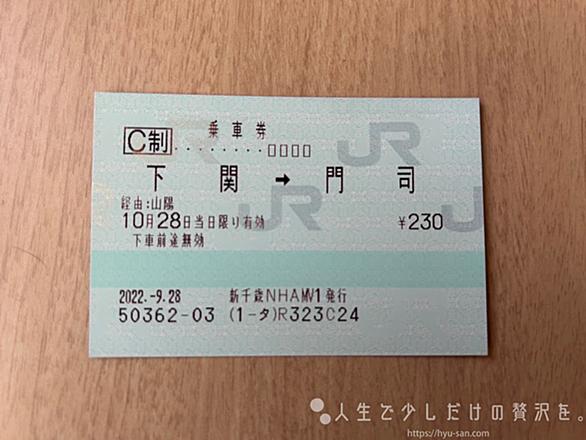 C制
乗車券
········□□□□
下関→門司
経由:山陽
10月28日当日限り有効
¥230
下車前途無効
2022.-9.28 新千歳NHAMV1発行
50362-03 (1-タ)R323C24
JR JR JR
人生で少しだけの贅沢を。
https://hyu-san.com